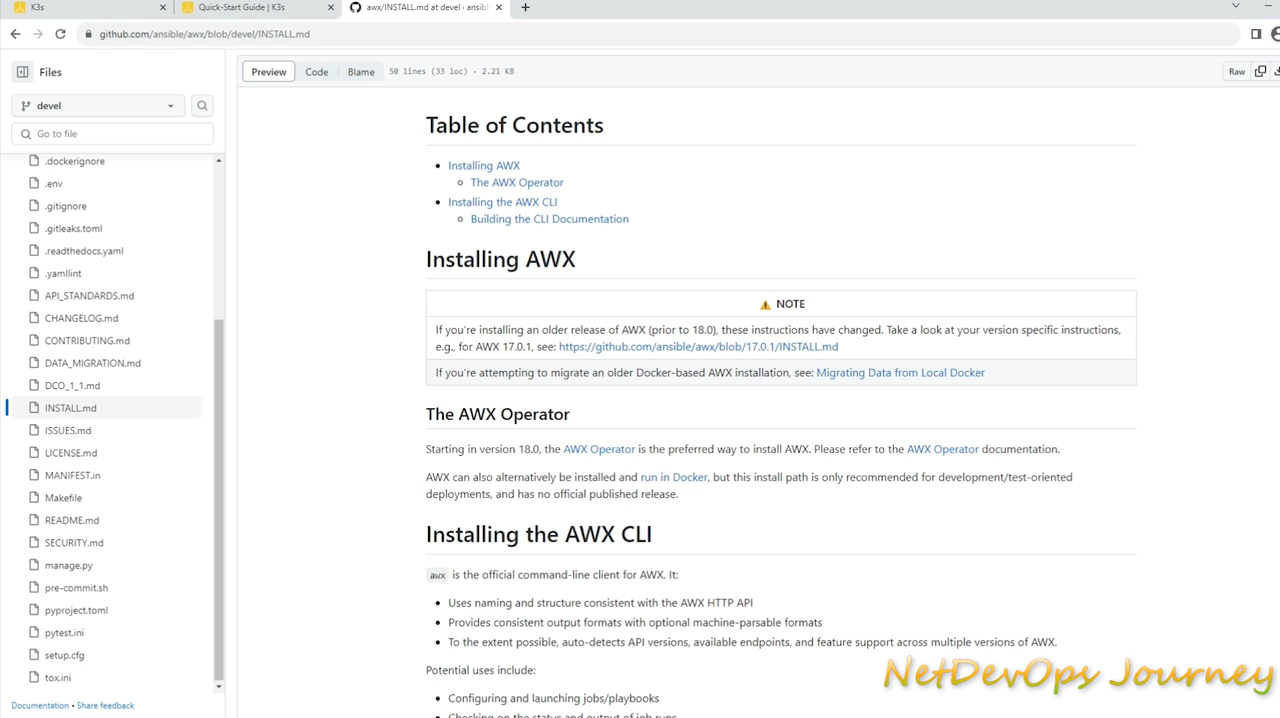 K3s
Quick-Start Guide | K3s
awx/INSTALL.md at devel · ansib
github.com/ansible/awx/blob/devel/INSTALL.md
Files
devel
Go to file
.dockerignore
.env
.gitignore
.gitleaks.toml
.readthedocs.yaml
.yamllint
API_STANDARDS.md
CHANGELOG.md
CONTRIBUTING.md
DATA_MIGRATION.md
DCO_1_1.md
INSTALL.md
ISSUES.md
LICENSE.md
MANIFEST.in
Makefile
README.md
SECURITY.md
manage.py
pre-commit.sh
pyproject.toml
pytest.ini
setup.cfg
tox.ini
Documentation • Share feedback
Preview Code Blame 50 lines (33 loc) · 2.21 KB Raw
Table of Contents
Installing AWX
The AWX Operator
Installing the AWX CLI
Building the CLI Documentation
Installing AWX
NOTE
If you're installing an older release of AWX (prior to 18.0), these instructions have changed. Take a look at your version specific instructions,
e.g., for AWX 17.0.1, see: https://github.com/ansible/awx/blob/17.0.1/INSTALL.md
If you're attempting to migrate an older Docker-based AWX installation, see: Migrating Data from Local Docker
The AWX Operator
Starting in version 18.0, the AWX Operator is the preferred way to install AWX. Please refer to the AWX Operator documentation.
AWX can also alternatively be installed and run in Docker, but this install path is only recommended for development/test-oriented
deployments, and has no official published release.
Installing the AWX CLI
awx is the official command-line client for AWX. It:
Uses naming and structure consistent with the AWX HTTP API
Provides consistent output formats with optional machine-parsable formats
To the extent possible, auto-detects API versions, available endpoints, and feature support across multiple versions of AWX.
Potential uses include:
Configuring and launching jobs/playbooks
Checking on the status and output of job runs
NetDevOps Journey